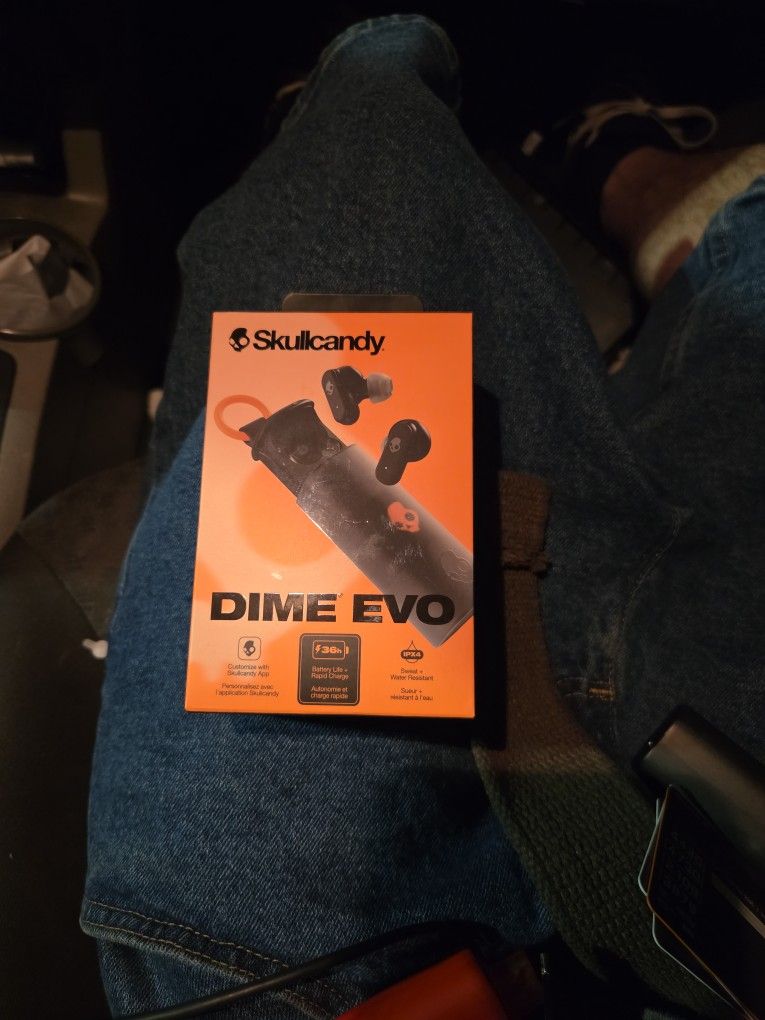 Skullcandy
DIME EVO
Customize with
Skullcandy App
Personnalisez avec
l'application Skullcandy
36h
Battery Life +
Rapid Charge
Autonomie et
charge rapide
IPX4
Sweat +
Water Resistant
Sueur +
résistant à l'eau